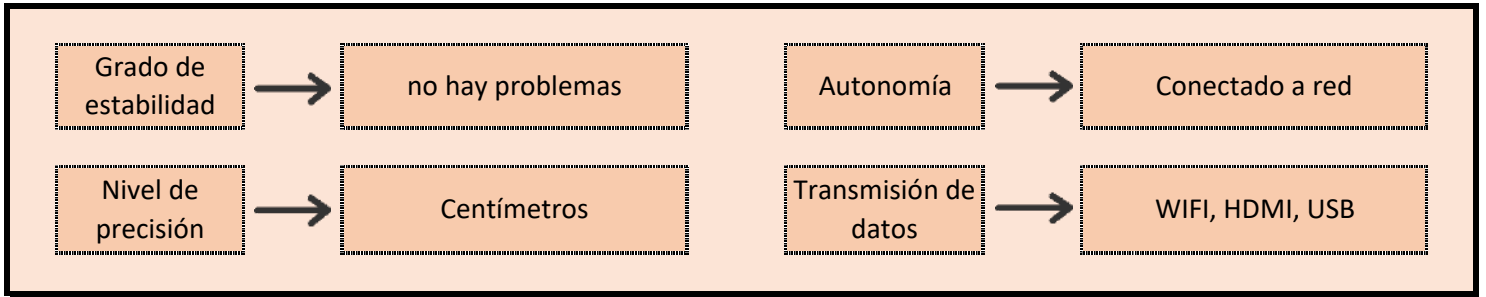 Grado de
estabilidad
no hay problemas
Autonomía
Conectado a red
Nivel de
precisión
Centímetros
Transmisión de
datos
WIFI, HDMI, USB